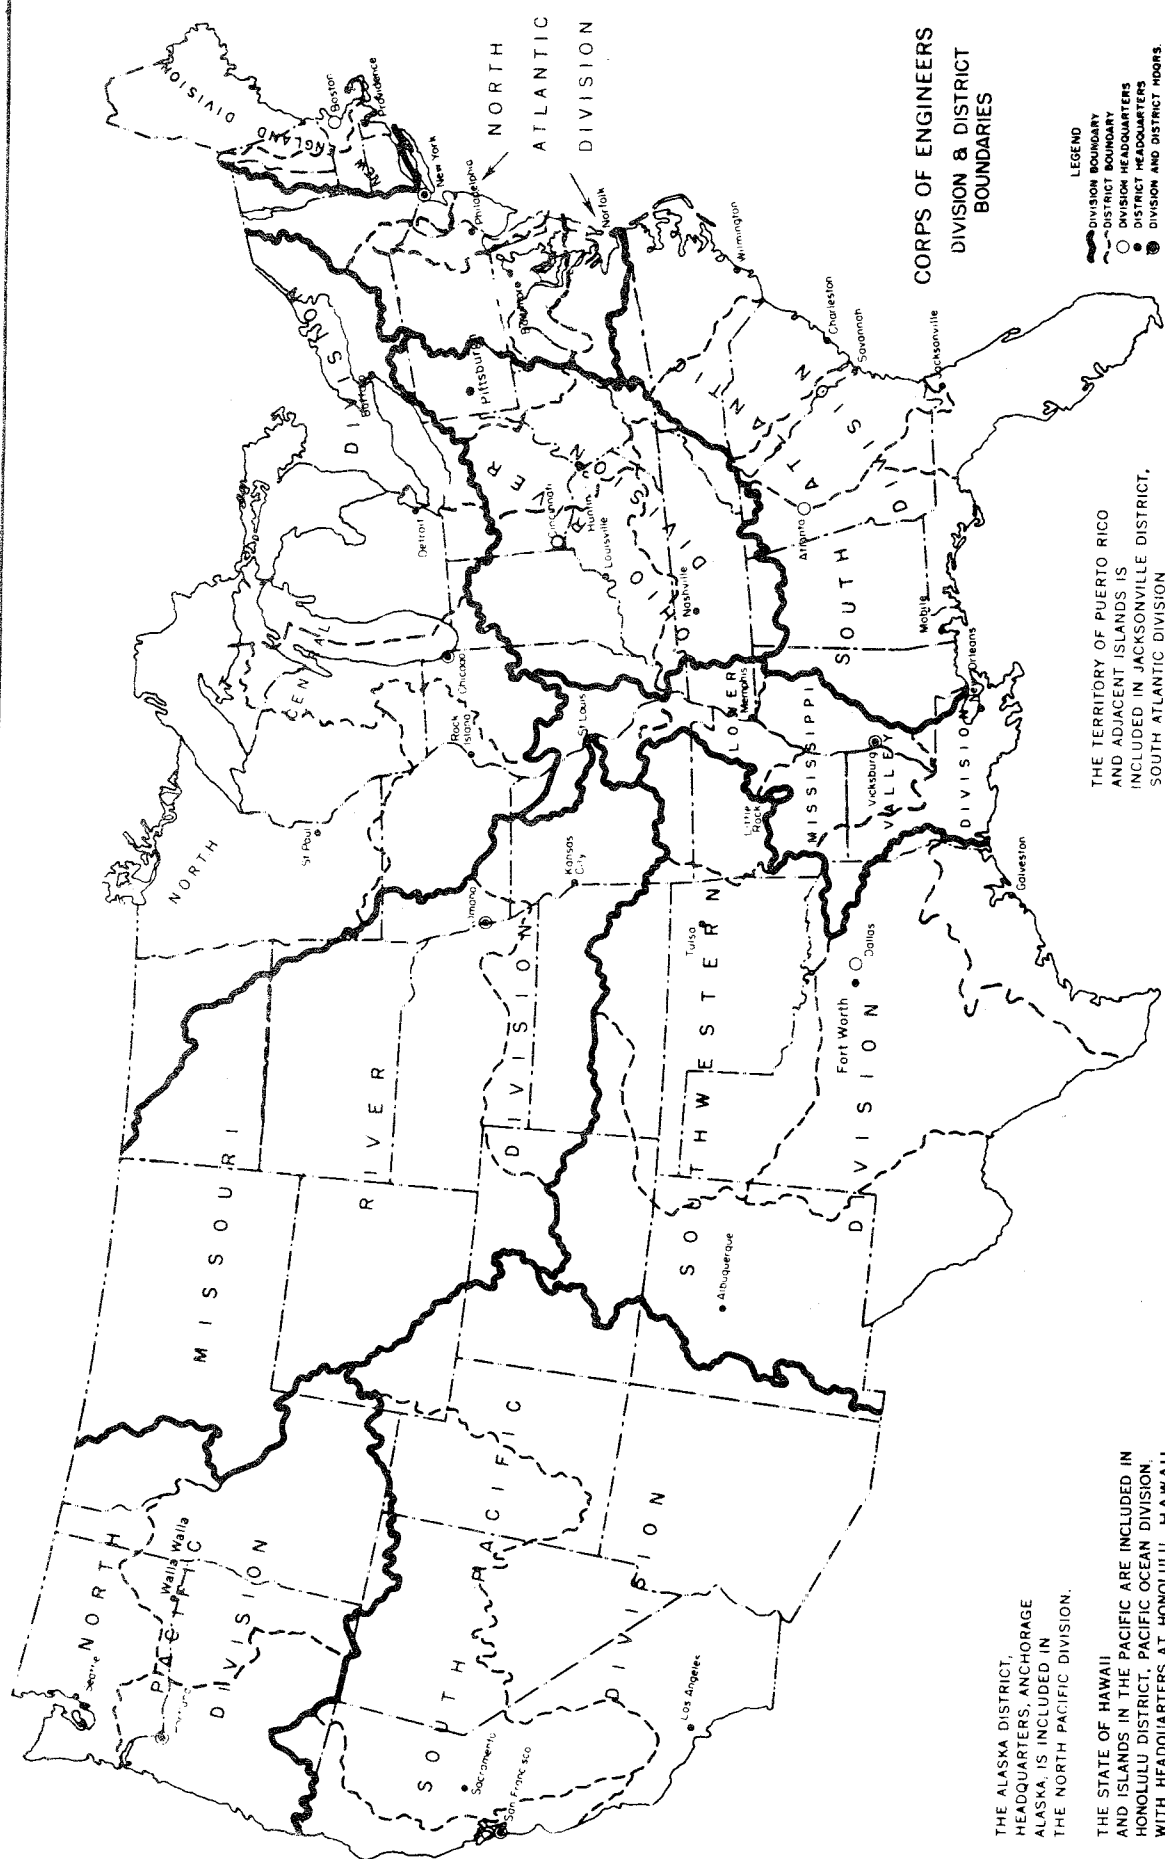 CORPS OF ENGINEERS
DIVISION & DISTRICT
BOUNDARIES
LEGEND
DIVISION BOUNDARY
DISTRICT BOUNDARY
DIVISION HEADQUARTERS
DISTRICT HEADQUARTERS
DIVISION AND DISTRICT HDQRS.
NORTH
ATLANTIC
DIVISION
NORTH
PACIFIC
DIVISION
Seattle
Walla Walla
SOUTH PACIFIC
DIVISION
Sacramento
San Francisco
Los Angeles
MISSOURI
RIVER
DIVISION
Omaha
Kansas
City
SOUTHWESTERN
DIVISION
Albuquerque
Tulsa
Little
Rock
Fort Worth
Dallas
Galveston
NORTH
CENTRAL
DIVISION
St Paul
Rock
Island
Chicago
Detroit
Buffalo
LOWER
MISSISSIPPI
VALLEY
DIVISION
St Louis
Memphis
Vicksburg
New Orleans
OHIO
RIVER
DIVISION
Pittsburgh
Cincinnati
Louisville
Nashville
SOUTH
ATLANTIC
DIVISION
Wilmington
Charleston
Savannah
Jacksonville
Atlanta
Mobile
NEW
ENGLAND
DIVISION
Boston
Providence
New York
Philadelphia
Norfolk
THE ALASKA DISTRICT,
HEADQUARTERS, ANCHORAGE
ALASKA, IS INCLUDED IN
THE NORTH PACIFIC DIVISION.
THE STATE OF HAWAII
AND ISLANDS IN THE PACIFIC ARE INCLUDED IN
HONOLULU DISTRICT, PACIFIC OCEAN DIVISION,
WITH HEADQUARTERS AT HONOLULU, HAWAII
THE TERRITORY OF PUERTO RICO
AND ADJACENT ISLANDS IS
INCLUDED IN JACKSONVILLE DISTRICT,
SOUTH ATLANTIC DIVISION